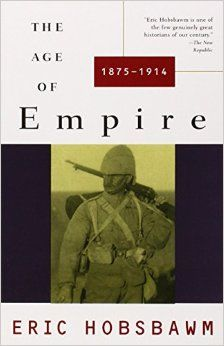 THE
AGE
OF
"Eric Hobsbawm is
one of the few genuinely great
historians of our century."
—The New
Republic
1875–1914
Empire
ERIC HOBSBAWM